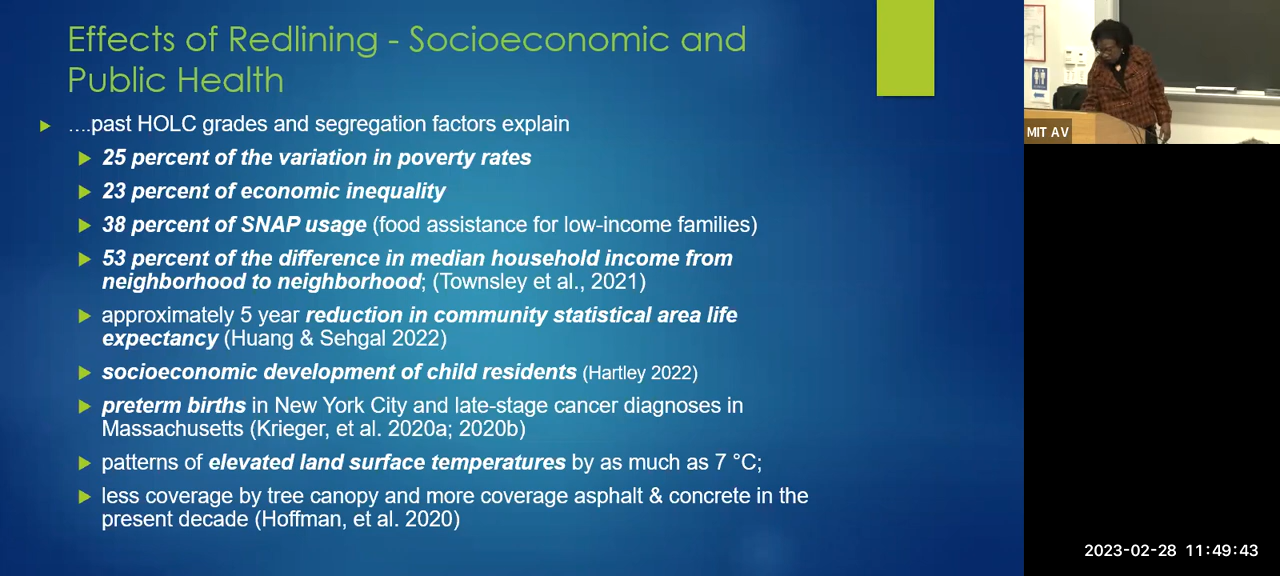 Effects of Redlining - Socioeconomic and
Public Health
....past HOLC grades and segregation factors explain
25 percent of the variation in poverty rates
23 percent of economic inequality
38 percent of SNAP usage (food assistance for low-income families)
53 percent of the difference in median household income from
neighborhood to neighborhood; (Townsley et al., 2021)
approximately 5 year reduction in community statistical area life
expectancy (Huang & Sehgal 2022)
socioeconomic development of child residents (Hartley 2022)
preterm births in New York City and late-stage cancer diagnoses in
Massachusetts (Krieger, et al. 2020a; 2020b)
patterns of elevated land surface temperatures by as much as 7 °C;
less coverage by tree canopy and more coverage asphalt & concrete in the
present decade (Hoffman, et al. 2020)
MIT AV
2023-02-28 11:49:43